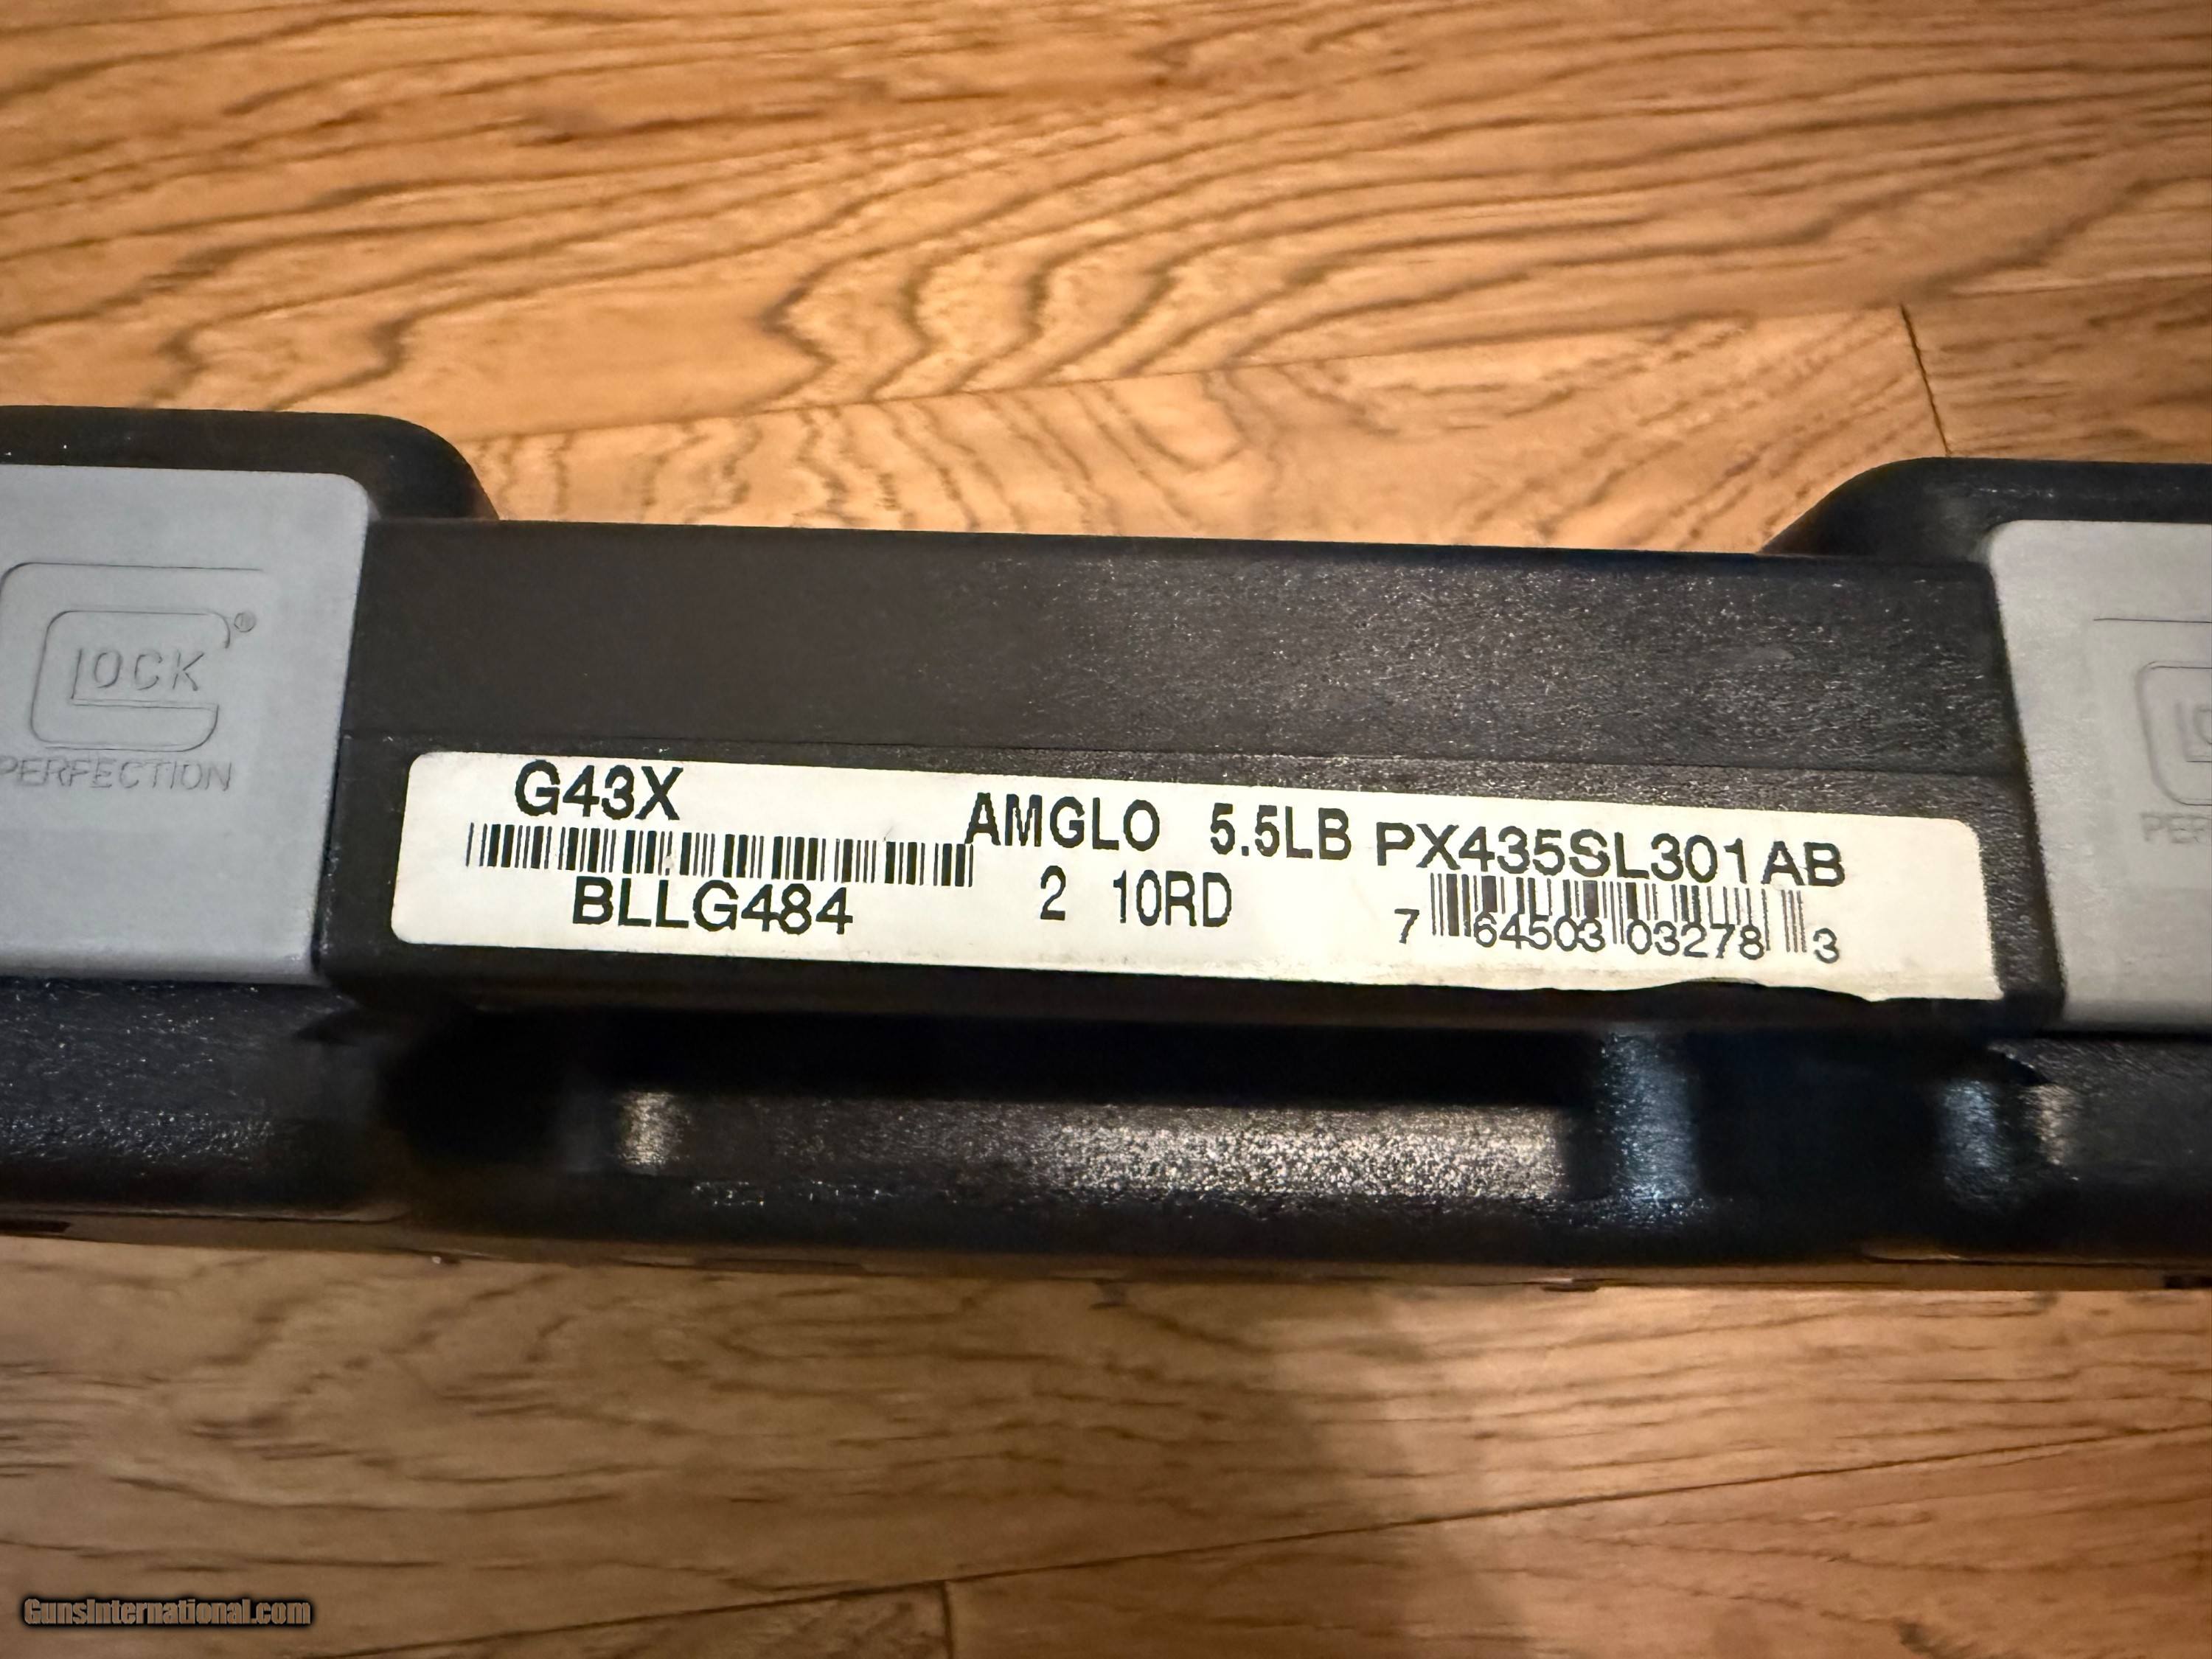 GLOCK®
PERFECTION
G43X
AMGLO 5.5LB PX435SL301AB
BLLG484
2 10RD
7 64503 03278 3
GunsInternational.com